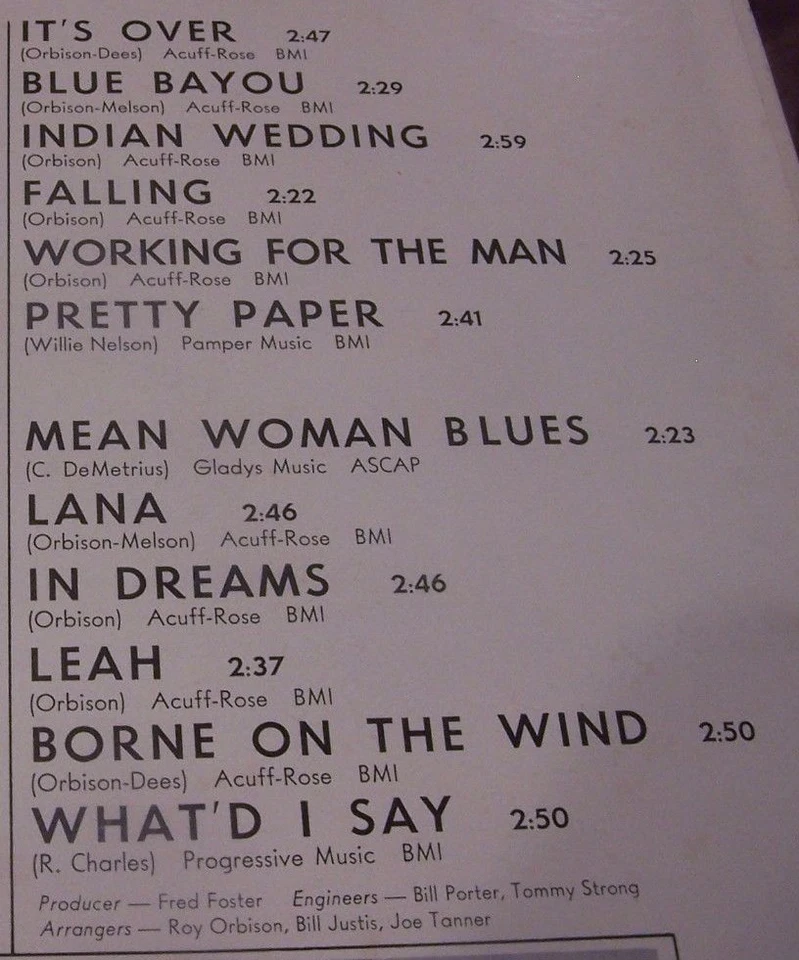 IT'S OVER 2:47
(Orbison-Dees) Acuff-Rose BMI
BLUE BAYOU 2:29
(Orbison-Melson) Acuff-Rose BMI
INDIAN WEDDING 2:59
(Orbison) Acuff-Rose BMI
FALLING 2:22
(Orbison) Acuff-Rose BMI
WORKING FOR THE MAN 2:25
(Orbison) Acuff-Rose BMI
PRETTY PAPER 2:41
(Willie Nelson) Pamper Music BMI
MEAN WOMAN BLUES 2:23
(C. DeMetrius) Gladys Music ASCAP
LANA 2:46
(Orbison-Melson) Acuff-Rose BMI
IN DREAMS 2:46
(Orbison) Acuff-Rose BMI
LEAH 2:37
(Orbison) Acuff-Rose BMI
BORNE ON THE WIND 2:50
(Orbison-Dees) Acuff-Rose BMI
WHAT'D I SAY 2:50
(R. Charles) Progressive Music BMI
Producer — Fred Foster Engineers — Bill Porter, Tommy Strong
Arrangers — Roy Orbison, Bill Justis, Joe Tanner